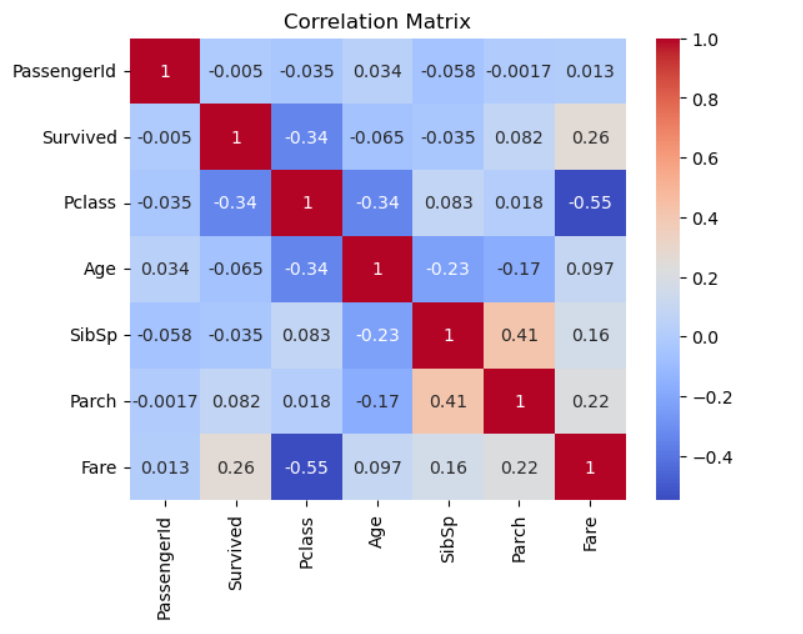 Correlation Matrix
PassengerId 1 -0.005 -0.035 0.034 -0.058 -0.0017 0.013
Survived -0.005 1 -0.34 -0.065 -0.035 0.082 0.26
Pclass -0.035 -0.34 1 -0.34 0.083 0.018 -0.55
Age 0.034 -0.065 -0.34 1 -0.23 -0.17 0.097
SibSp -0.058 -0.035 0.083 -0.23 1 0.41 0.16
Parch -0.0017 0.082 0.018 -0.17 0.41 1 0.22
Fare 0.013 0.26 -0.55 0.097 0.16 0.22 1
PassengerId Survived Pclass Age SibSp Parch Fare
1.0
0.8
0.6
0.4
0.2
0.0
−0.2
−0.4